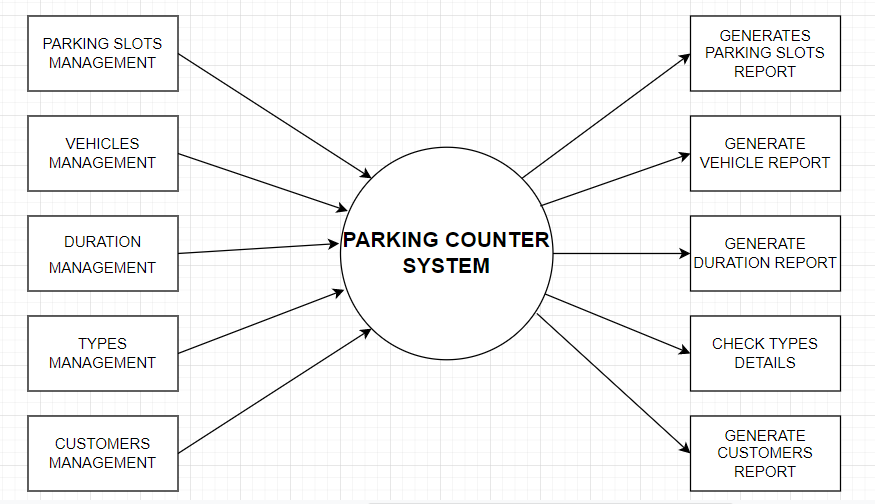 PARKING SLOTS
MANAGEMENT
VEHICLES
MANAGEMENT
DURATION
MANAGEMENT
TYPES
MANAGEMENT
CUSTOMERS
MANAGEMENT
PARKING COUNTER
SYSTEM
GENERATES
PARKING SLOTS
REPORT
GENERATE
VEHICLE REPORT
GENERATE
DURATION REPORT
CHECK TYPES
DETAILS
GENERATE
CUSTOMERS
REPORT